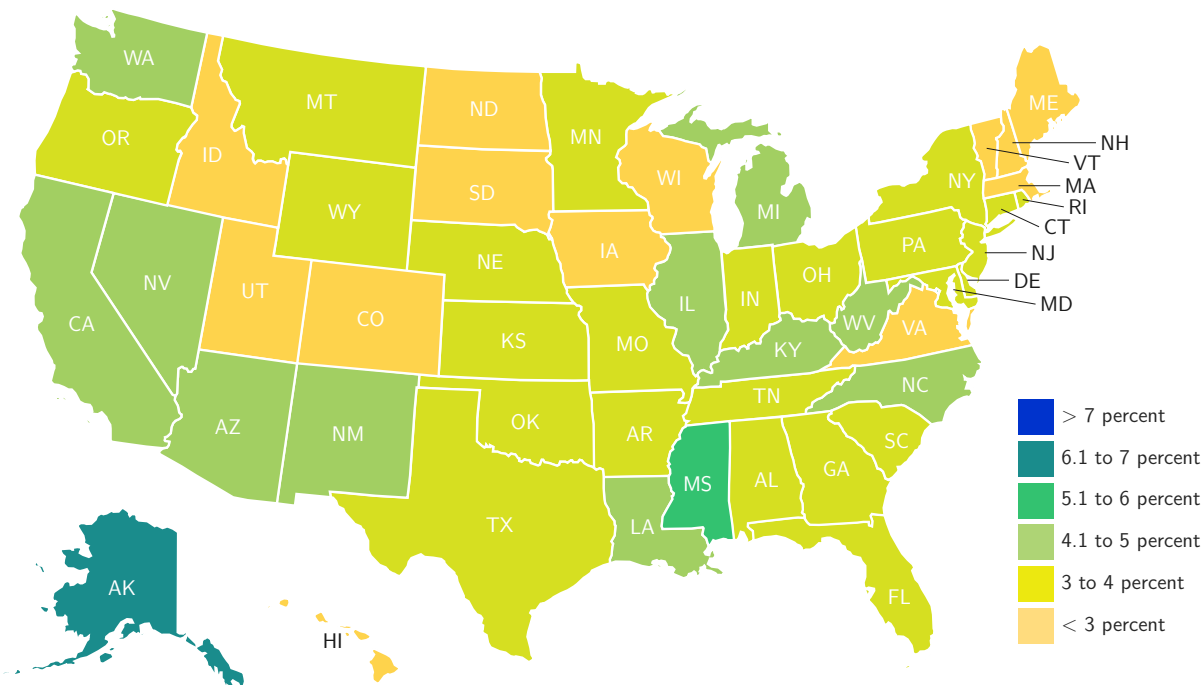 WA
MT
ND
ME
OR
MN
NH
ID
VT
WI
SD
NY
MA
RI
WY
MI
CT
PA
NJ
IA
NE
OH
DE
NV
UT
IN
IL
MD
CA
CO
WV
VA
KS
MO
KY
NC
TN
AZ
NM
OK
AR
SC
GA
AL
MS
TX
LA
AK
FL
HI
> 7 percent
6.1 to 7 percent
5.1 to 6 percent
4.1 to 5 percent
3 to 4 percent
< 3 percent